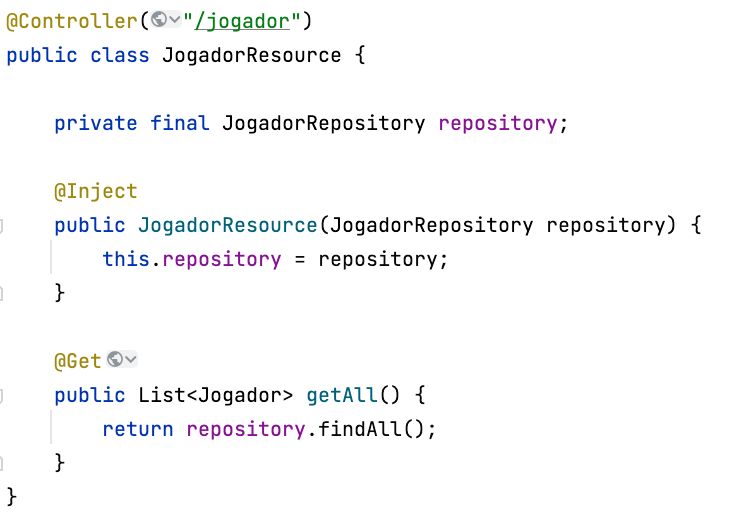 @Controller("/jogador")
public class JogadorResource {
private final JogadorRepository repository;
@Inject
public JogadorResource(JogadorRepository repository) {
this.repository = repository;
}
@Get
public List<Jogador> getAll() {
return repository.findAll();
}
}